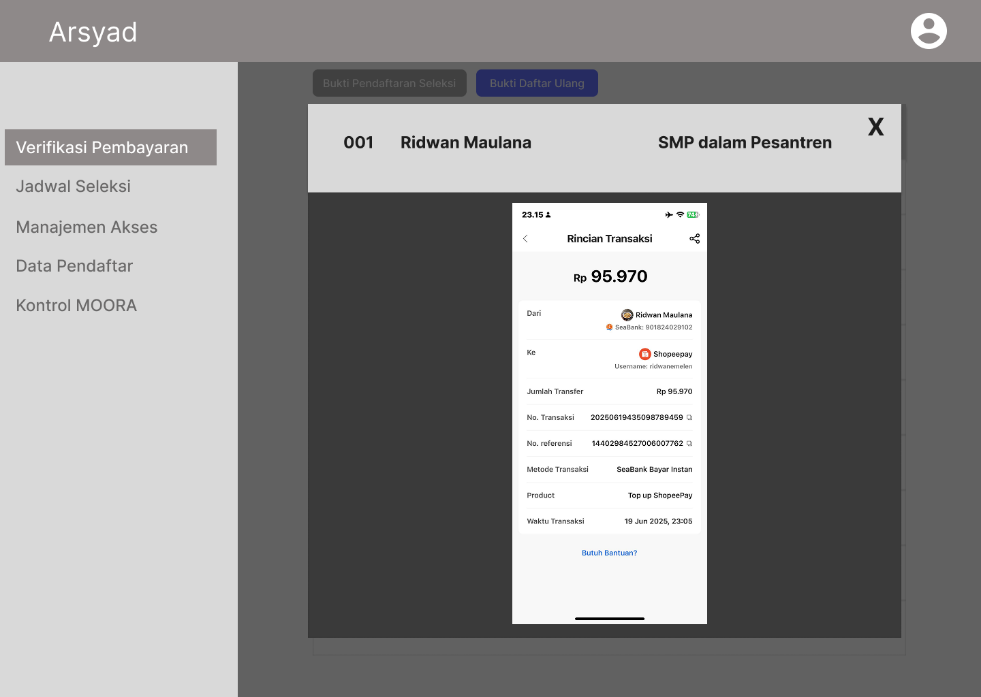 Arsyad
Bukti Pendaftaran Seleksi
Bukti Daftar Ulang
Verifikasi Pembayaran
Jadwal Seleksi
Manajemen Akses
Data Pendaftar
Kontrol MOORA
001 Ridwan Maulana SMP dalam Pesantren X
23.15 74
Rincian Transaksi
Rp 95.970
Dari Ridwan Maulana
SeaBank: 901824029102
Ke Shopeepay
Username: ridwanemelen
Jumlah Transfer Rp 95.970
No. Transaksi 20250619435098789459
No. referensi 14402984527006007762
Metode Transaksi SeaBank Bayar Instan
Product Top up ShopeePay
Waktu Transaksi 19 Jun 2025, 23:05
Butuh Bantuan?